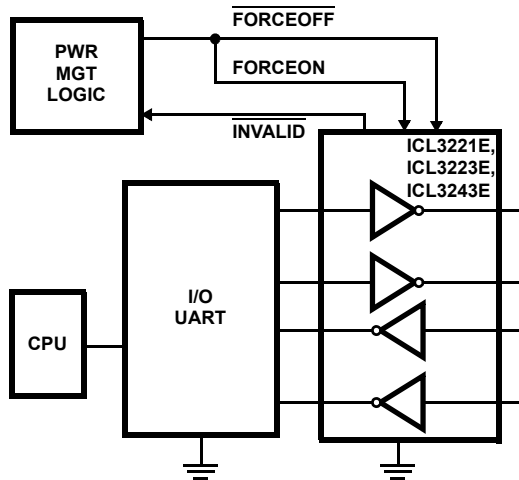 FORCEOFF
PWR
MGT
LOGIC
FORCEON
INVALID
ICL3221E,
ICL3223E,
ICL3243E
I/O
UART
CPU